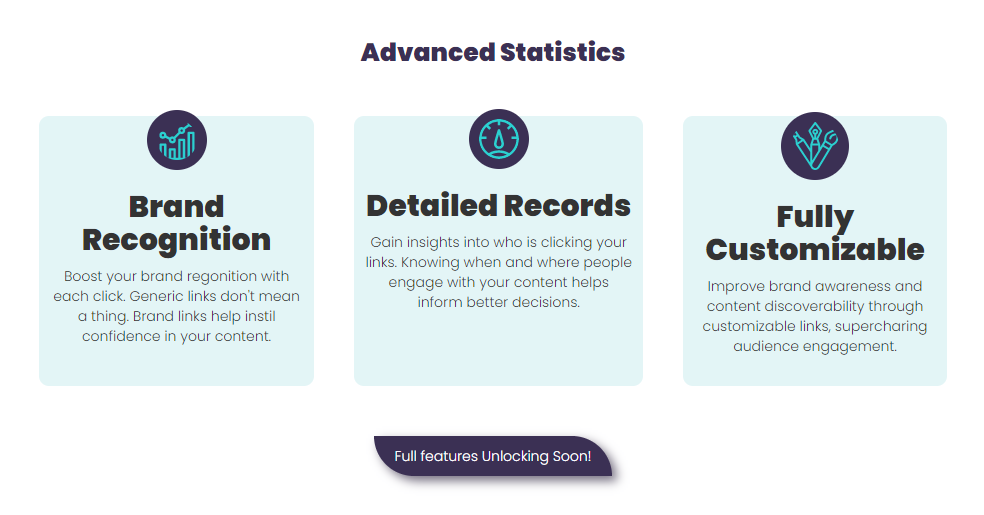 Advanced Statistics
Brand
Recognition
Boost your brand regonition with
each click. Generic links don't mean
a thing. Brand links help instil
confidence in your content.
Detailed Records
Gain insights into who is clicking your
links. Knowing when and where people
engage with your content helps
inform better decisions.
Fully
Customizable
Improve brand awareness and
content discoverability through
customizable links, supercharing
audience engagement.
Full features Unlocking Soon!